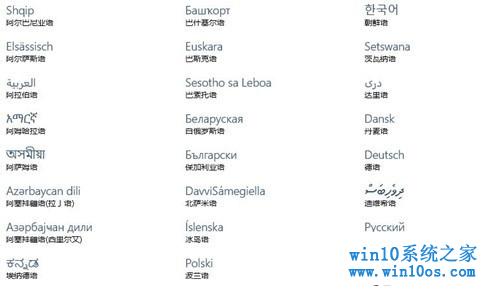 Shqip
阿尔巴尼亚语
Башҡорт
巴什基尔语
한국어
朝鲜语
Elsässisch
阿尔萨斯语
Euskara
巴斯克语
Setswana
茨瓦纳语
العربية
阿拉伯语
Sesotho sa Leboa
巴索托语
درى
达里语
አማርኛ
阿姆哈拉语
Беларуская
白俄罗斯语
Dansk
丹麦语
অসমীয়া
阿萨姆语
Български
保加利亚语
Deutsch
德语
Azərbaycan dili
阿塞拜疆语(拉丁语)
DavviSámegiella
北萨米语
ދިވެހިބަސް
迪维希语
Азәрбајҹан дили
阿塞拜疆语(西里尔文)
Íslenska
冰岛语
Русский
ಕನ್ನಡ
埃纳德语
Polski
波兰语
win10系统之家
www.win10os.com